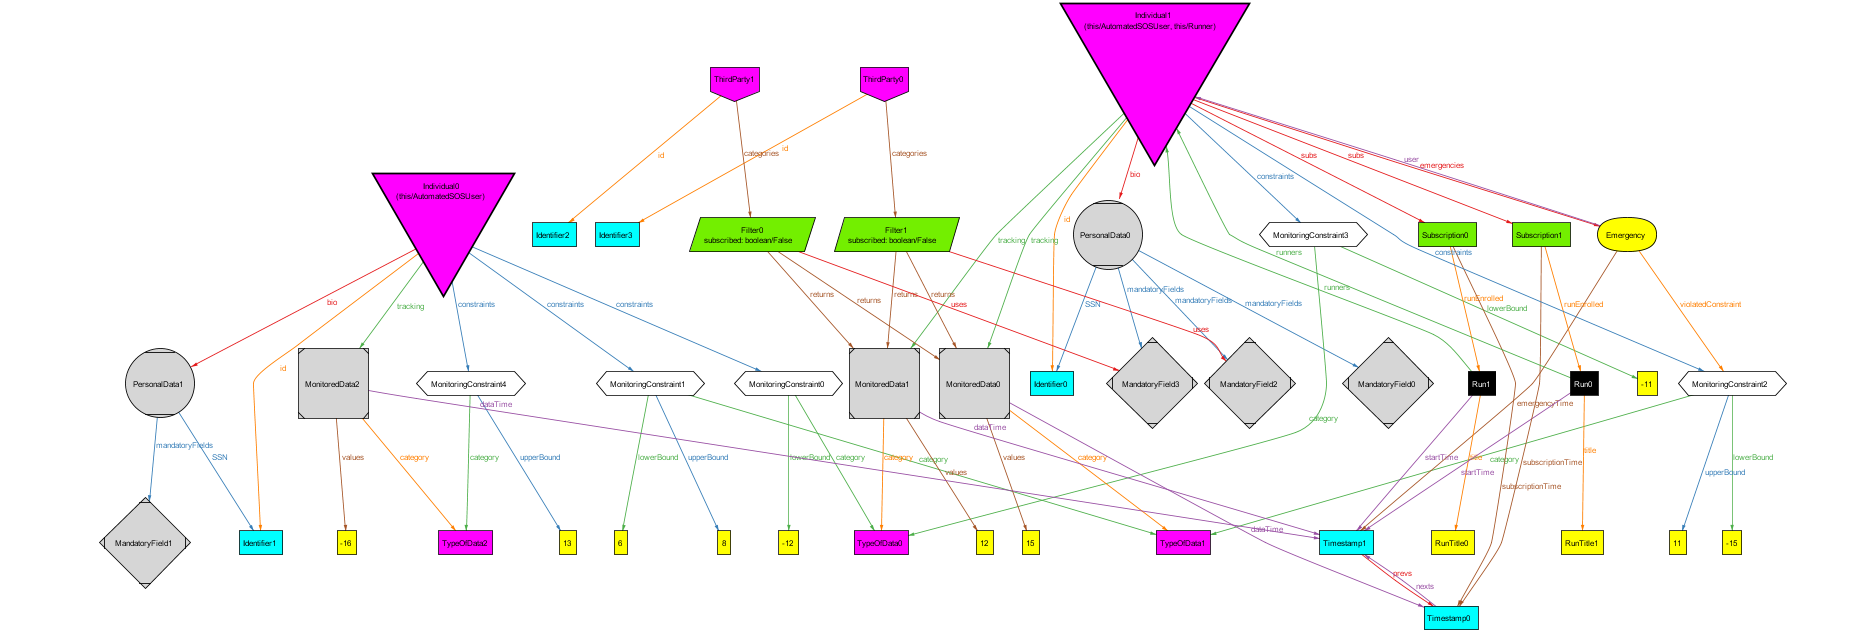 Individual1
(this/AutomatedSOSUser, this/Runner)
ThirdParty1
ThirdParty0
id
categories
id
categories
user
emergencies
subs
subs
bio
constraints
Individual0
(this/AutomatedSOSUser)
Identifier2
Identifier3
Filter0
subscribed: boolean/False
Filter1
subscribed: boolean/False
id
tracking
tracking
PersonalData0
MonitoringConstraint3
Subscription0
Subscription1
Emergency
runners
constraints
bio
tracking
constraints
constraints
constraints
returns
returns
returns
returns
uses
uses
SSN
mandatoryFields
mandatoryFields
mandatoryFields
runners
lowerBound
runEnrolled
runEnrolled
violatedConstraint
id
PersonalData1
MonitoredData2
MonitoringConstraint4
MonitoringConstraint1
MonitoringConstraint0
MonitoredData1
MonitoredData0
Identifier0
MandatoryField3
MandatoryField2
MandatoryField0
Run1
Run0
-11
MonitoringConstraint2
dataTime
emergencyTime
category
dataTime
mandatoryFields
SSN
values
category
category
upperBound
lowerBound
upperBound
category
lowerBound
category
category
values
values
category
startTime
title
startTime
category
subscriptionTime
title
upperBound
lowerBound
subscriptionTime
dataTime
MandatoryField1
Identifier1
-16
TypeOfData2
13
6
8
-12
TypeOfData0
12
15
TypeOfData1
Timestamp1
RunTitle0
RunTitle1
11
-15
prevs
nexts
Timestamp0